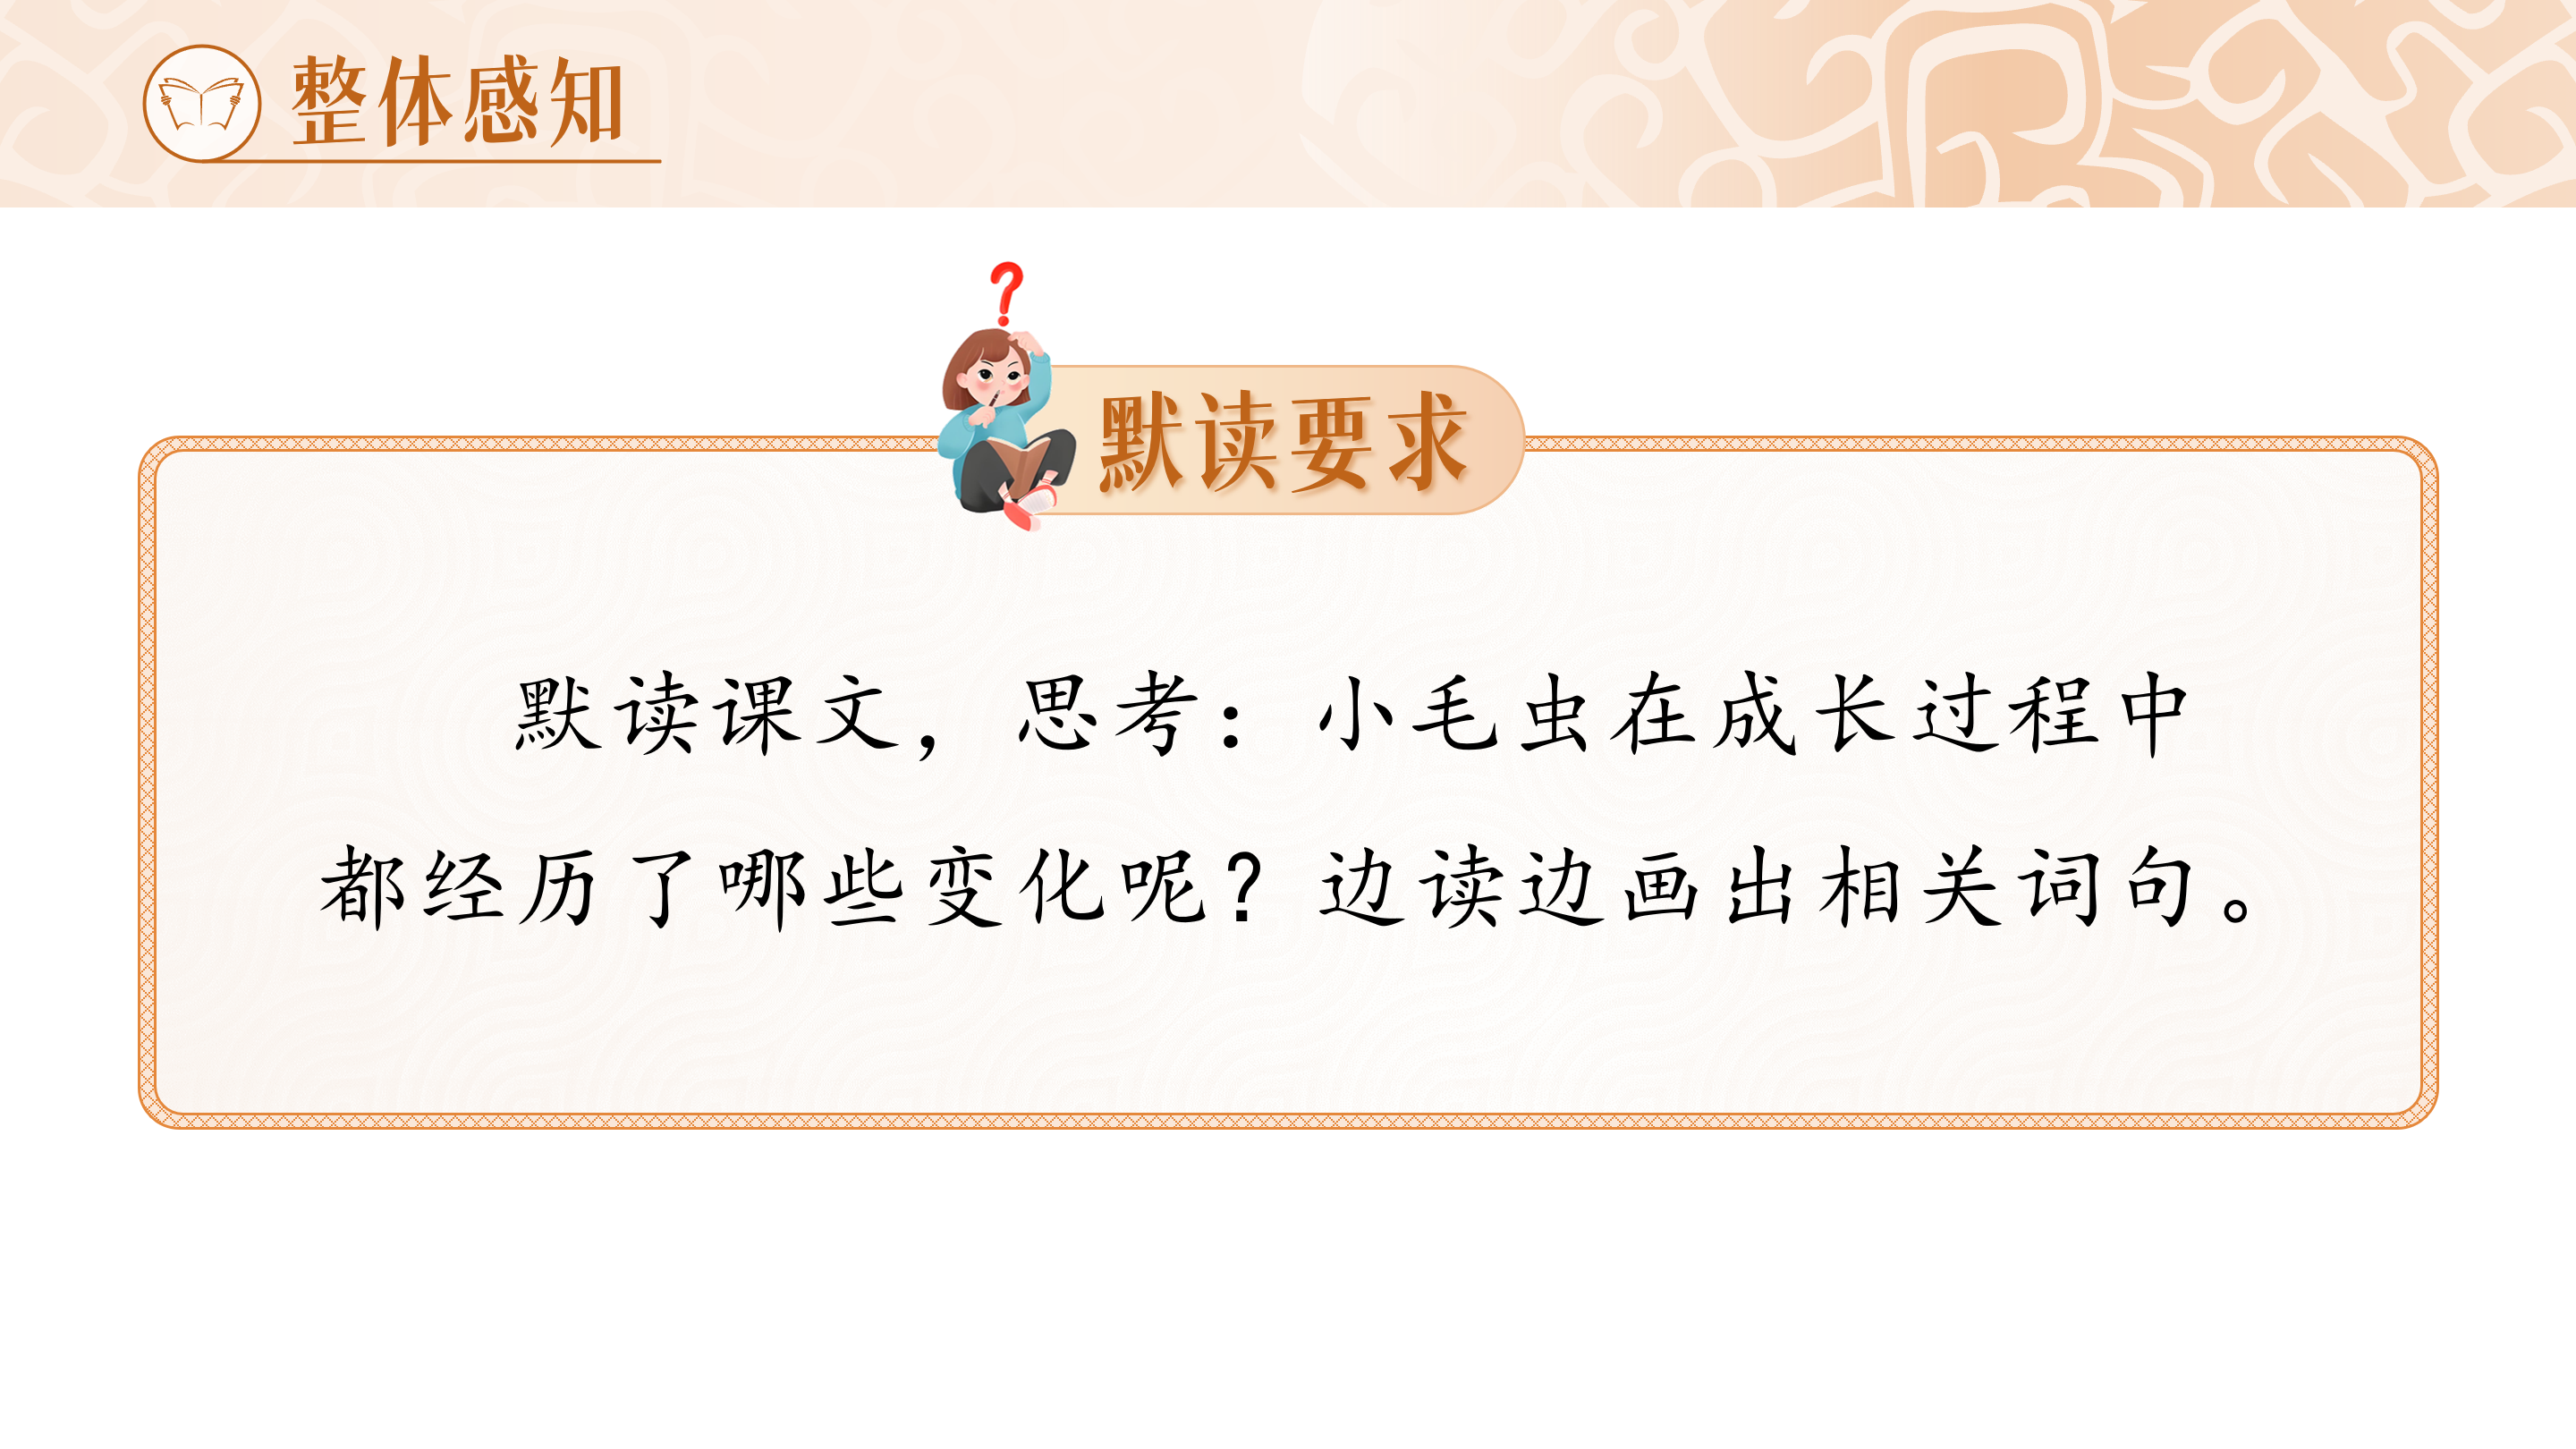 整体感知
?
默读要求
默读课文，思考：小毛虫在成长过程中
都经历了哪些变化呢？边读边画出相关词句。